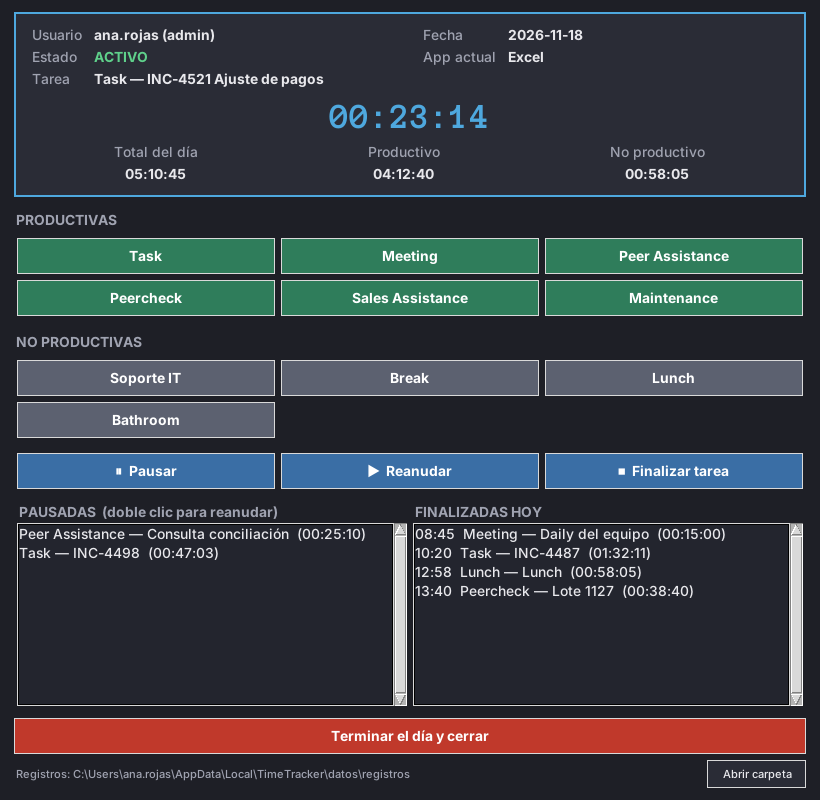 Usuario ana.rojas (admin) Fecha 2026-11-18
Estado ACTIVO App actual Excel
Tarea Task — INC-4521 Ajuste de pagos
00:23:14
Total del día Productivo No productivo
05:10:45 04:12:40 00:58:05
PRODUCTIVAS
Task Meeting Peer Assistance
Peercheck Sales Assistance Maintenance
NO PRODUCTIVAS
Soporte IT Break Lunch
Bathroom
⏸ Pausar ▶ Reanudar ⏹ Finalizar tarea
PAUSADAS (doble clic para reanudar)
Peer Assistance — Consulta conciliación (00:25:10)
Task — INC-4498 (00:47:03)
FINALIZADAS HOY
08:45 Meeting — Daily del equipo (00:15:00)
10:20 Task — INC-4487 (01:32:11)
12:58 Lunch — Lunch (00:58:05)
13:40 Peercheck — Lote 1127 (00:38:40)
Terminar el día y cerrar
Registros: C:\Users\ana.rojas\AppData\Local\TimeTracker\datos\registros Abrir carpeta